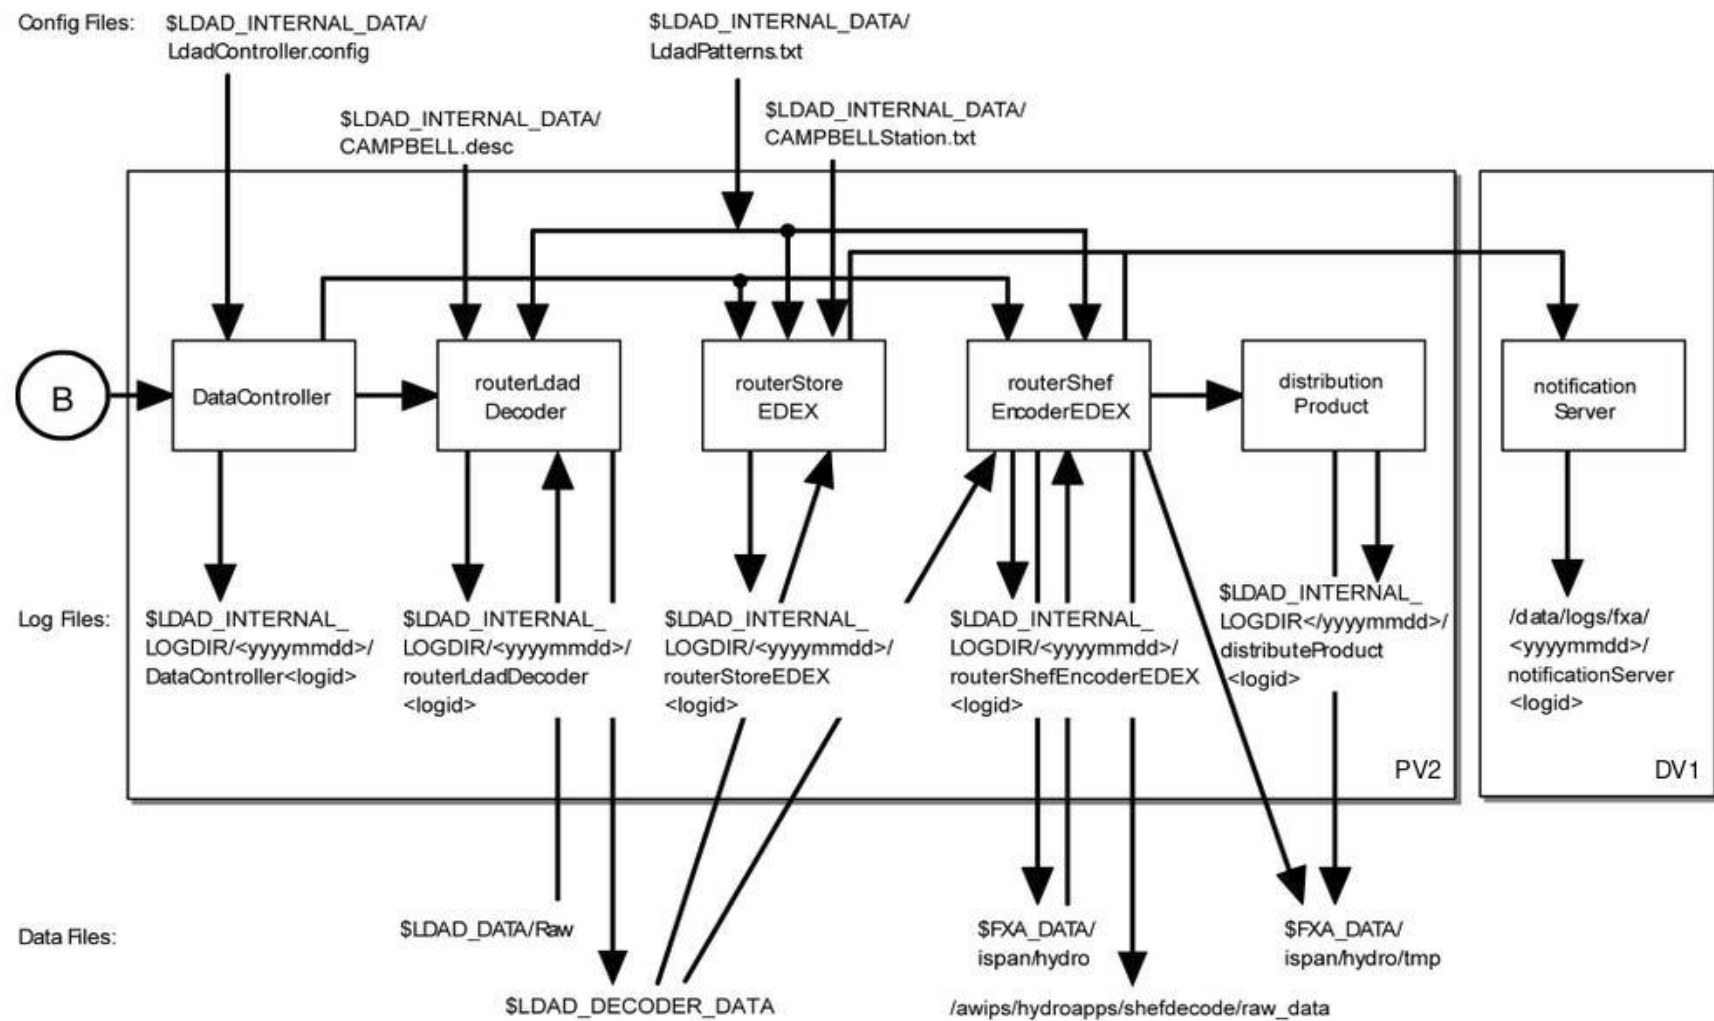 Config Files:
$LDAD_INTERNAL_DATA/
LdadController.config
$LDAD_INTERNAL_DATA/
LdadPatterns.txt
$LDAD_INTERNAL_DATA/
CAMPBELL.desc
$LDAD_INTERNAL_DATA/
CAMPBELLStation.txt
B
DataController
routerLdad
Decoder
routerStore
EDEX
routerShef
EncoderEDEX
distribution
Product
notification
Server
Log Files:
$LDAD_INTERNAL_
LOGDIR/<yyyymmdd>/
DataController<logid>
$LDAD_INTERNAL_
LOGDIR/<yyyymmdd>/
routerLdadDecoder
<logid>
$LDAD_INTERNAL_
LOGDIR/<yyyymmdd>/
routerStoreEDEX
<logid>
$LDAD_INTERNAL_
LOGDIR/<yyyymmdd>/
routerShefEncoderEDEX
<logid>
$LDAD_INTERNAL_
LOGDIR</yyyymmdd>/
distributeProduct
<logid>
/data/logs/fxa/
<yyyymmdd>/
notificationServer
<logid>
PV2
DV1
Data Files:
$LDAD_DATA/Raw
$LDAD_DECODER_DATA
$FXA_DATA/
ispan/hydro
/awips/hydroapps/shefdecode/raw_data
$FXA_DATA/
ispan/hydro/tmp